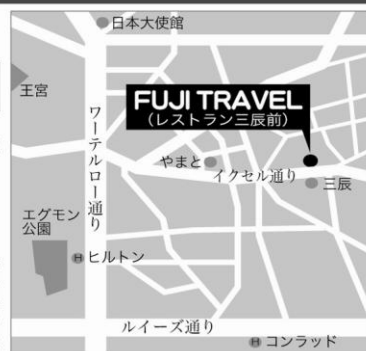 日本大使館
王宮
FUJI TRAVEL
(レストラン三辰前)
ワーテルロー通り
やまと
イクセル通り
三辰
エグモン
公園
H ヒルトン
ルイーズ通り
H コンラッド